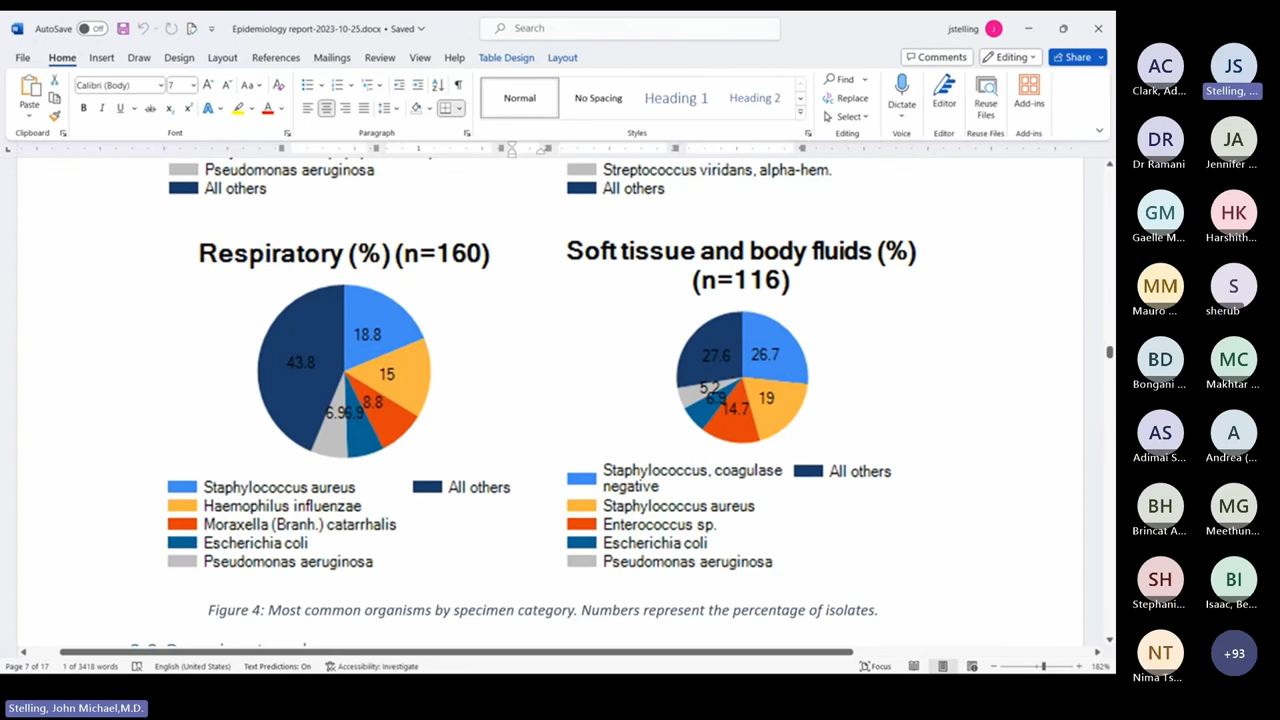 AutoSave Off Epidemiology report-2023-10-25.docx • Saved Search jstelling J
File Home Insert Draw Design Layout References Mailings Review View Help Table Design Layout Comments Editing Share
Paste Calibri (Body) 7 Normal No Spacing Heading 1 Heading 2 Find Replace Select Dictate Editor Reuse Files Add-ins
Clipboard Font Paragraph Styles Editing Voice Editor Reuse Files Add-ins
Pseudomonas aeruginosa
All others
Streptococcus viridans, alpha-hem.
All others
Respiratory (%) (n=160)
18.8
15
8.8
6.9
6.9
43.8
Staphylococcus aureus
Haemophilus influenzae
Moraxella (Branh.) catarrhalis
Escherichia coli
Pseudomonas aeruginosa
All others
Soft tissue and body fluids (%)
(n=116)
26.7
19
14.7
6.9
5.2
27.6
Staphylococcus, coagulase
negative
Staphylococcus aureus
Enterococcus sp.
Escherichia coli
Pseudomonas aeruginosa
All others
Figure 4: Most common organisms by specimen category. Numbers represent the percentage of isolates.
Page 7 of 17 1 of 3418 words English (United States) Text Predictions: On Accessibility: Investigate Focus 182%
Stelling, John Michael,M.D.
AC JS
Clark, Ad... Stelling, ...
DR JA
Dr Ramani Jennifer ...
GM HK
Gaelle M... Harshith...
MM S
Mauro ... sherub
BD MC
Bongani ... Makhtar ...
AS A
Adimai S... Andrea (...
BH MG
Brincat A... Meethun...
SH BI
Stephani... Isaac, Be...
NT +93
Nima Ts...